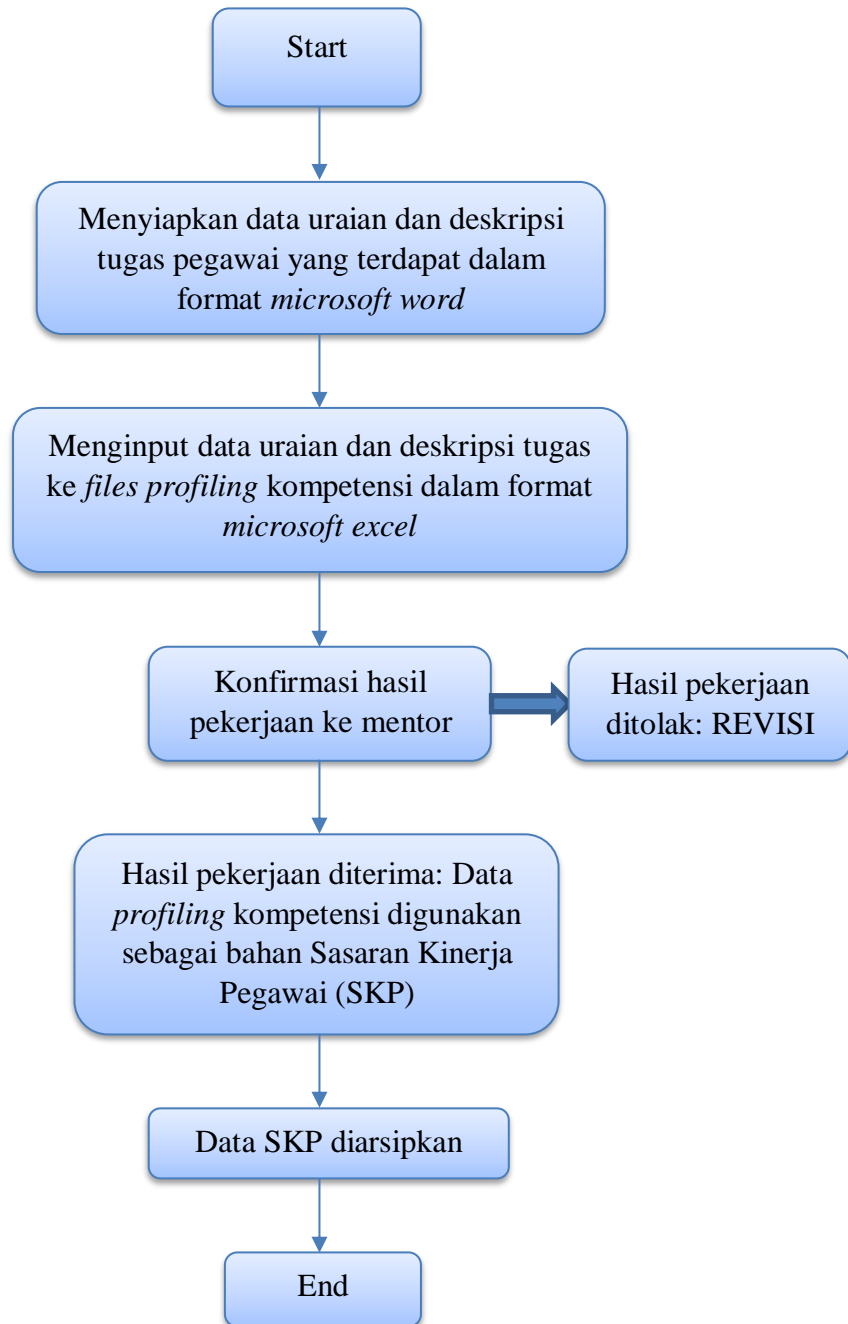 Start
Menyiapkan data uraian dan deskripsi
tugas pegawai yang terdapat dalam
format microsoft word
Menginput data uraian dan deskripsi tugas
ke files profiling kompetensi dalam format
microsoft excel
Konfirmasi hasil
pekerjaan ke mentor
Hasil pekerjaan
ditolak: REVISI
Hasil pekerjaan diterima: Data
profiling kompetensi digunakan
sebagai bahan Sasaran Kinerja
Pegawai (SKP)
Data SKP diarsipkan
End